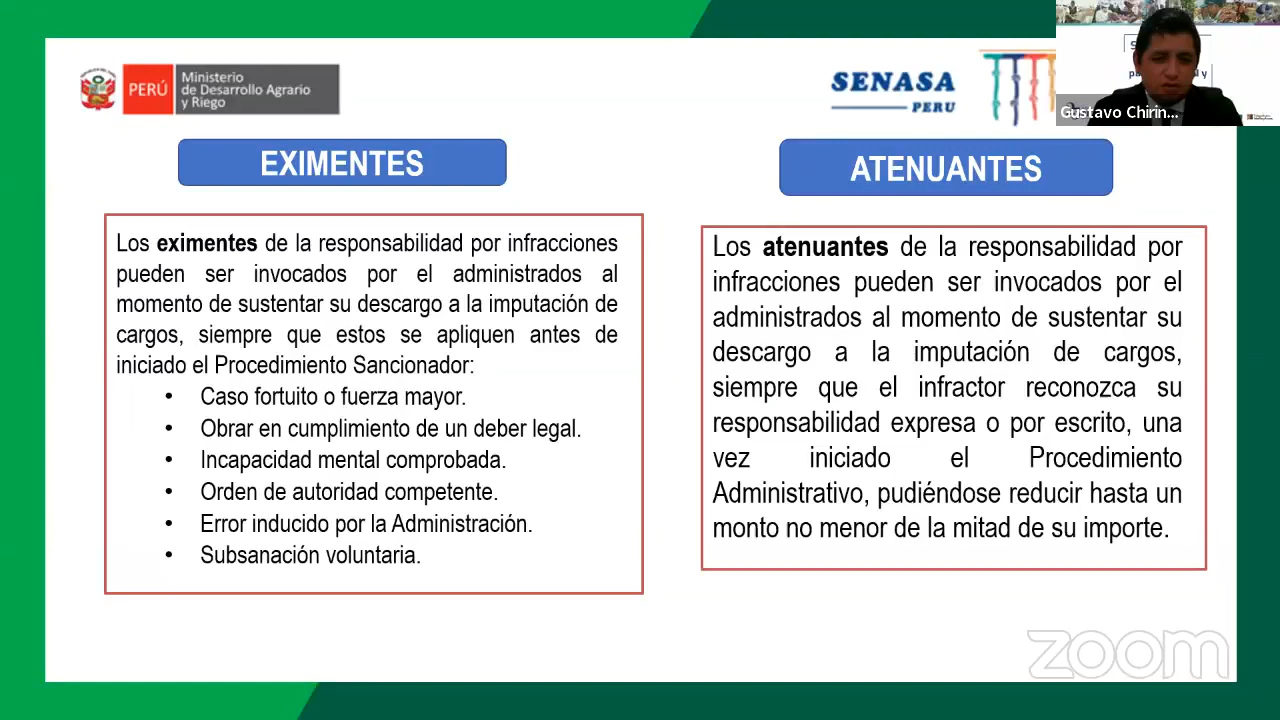 PERÚ
Ministerio
de Desarrollo Agrario
y Riego
SENASA
PERU
Gustavo Chirin...
EXIMENTES
Los eximentes de la responsabilidad por infracciones
pueden ser invocados por el administrados al
momento de sustentar su descargo a la imputación de
cargos, siempre que estos se apliquen antes de
iniciado el Procedimiento Sancionador:
• Caso fortuito o fuerza mayor.
• Obrar en cumplimiento de un deber legal.
• Incapacidad mental comprobada.
• Orden de autoridad competente.
• Error inducido por la Administración.
• Subsanación voluntaria.
ATENUANTES
Los atenuantes de la responsabilidad por
infracciones pueden ser invocados por el
administrados al momento de sustentar su
descargo a la imputación de cargos,
siempre que el infractor reconozca su
responsabilidad expresa o por escrito, una
vez iniciado el Procedimiento
Administrativo, pudiéndose reducir hasta un
monto no menor de la mitad de su importe.
zoom